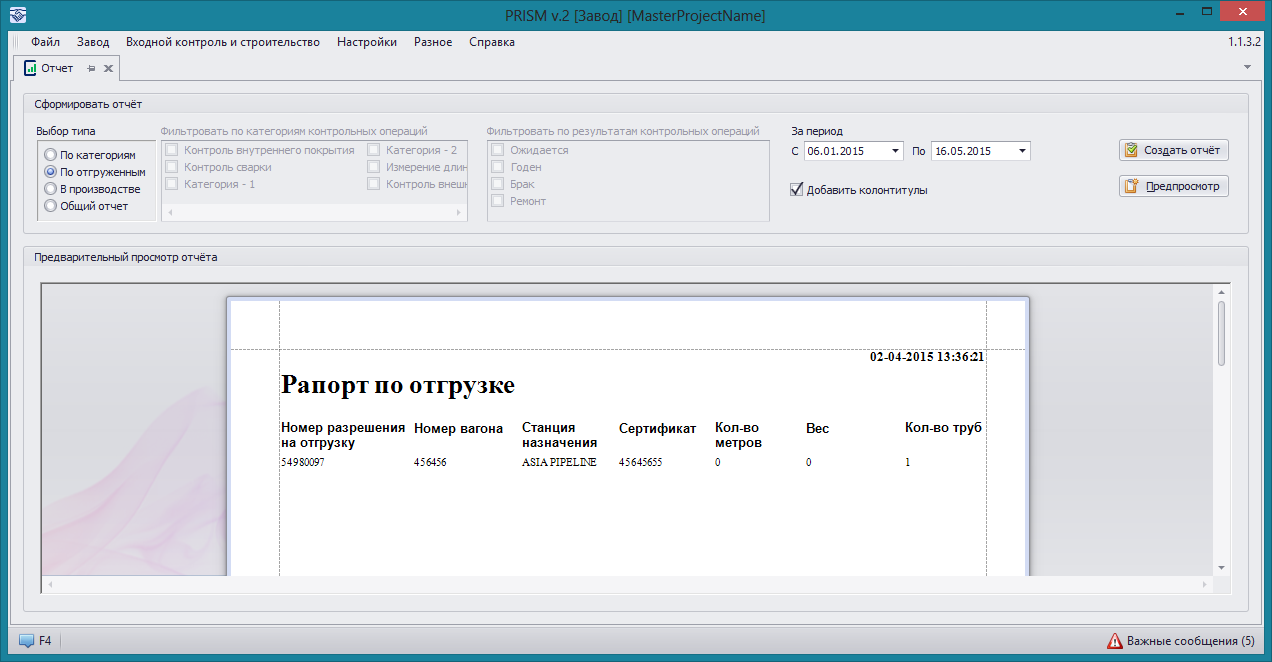 PRISM v.2 [Завод] [MasterProjectName]
Файл Завод Входной контроль и строительство Настройки Разное Справка 1.1.3.2
Отчет
Сформировать отчёт
Выбор типа
По категориям
По отгруженным
В производстве
Общий отчет
Фильтровать по категориям контрольных операций
Контроль внутреннего покрытия Категория - 2
Контроль сварки Измерение длин
Категория - 1 Контроль внеш
Фильтровать по результатам контрольных операций
Ожидается
Годен
Брак
Ремонт
За период
С 06.01.2015 По 16.05.2015
Добавить колонтитулы
Создать отчёт
Предпросмотр
Предварительный просмотр отчёта
02-04-2015 13:36:21
Рапорт по отгрузке
Номер разрешения на отгрузку Номер вагона Станция назначения Сертификат Кол-во метров Вес Кол-во труб
54980097 456456 ASIA PIPELINE 45645655 0 0 1
F4 Важные сообщения (5)